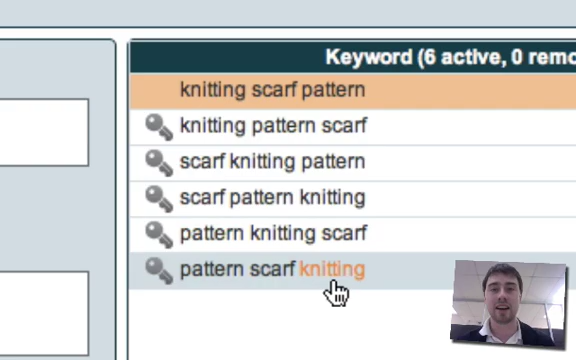 Keyword (6 active, 0 remo
knitting scarf pattern
knitting pattern scarf
scarf knitting pattern
scarf pattern knitting
pattern knitting scarf
pattern scarf knitting